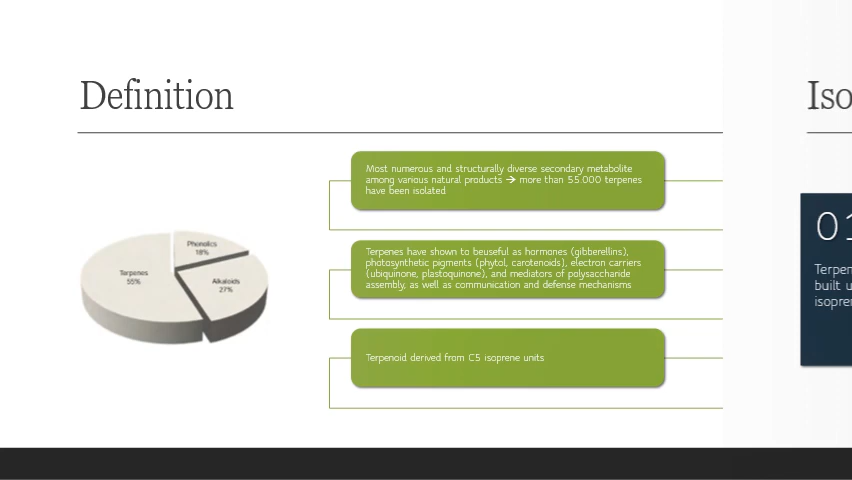 Definition
Most numerous and structurally diverse secondary metabolite
among various natural products → more than 55.000 terpenes
have been isolated
Terpenes have shown to beuseful as hormones (gibberellins),
photosynthetic pigments (phytol, carotenoids), electron carriers
(ubiquinone, plastoquinone), and mediators of polysaccharide
assembly, as well as communication and defense mechanisms
Terpenoid derived from C5 isoprene units
Phenolics
18%
Terpenes
55%
Alkaloids
27%
Iso
01
Terpen
built u
isopren